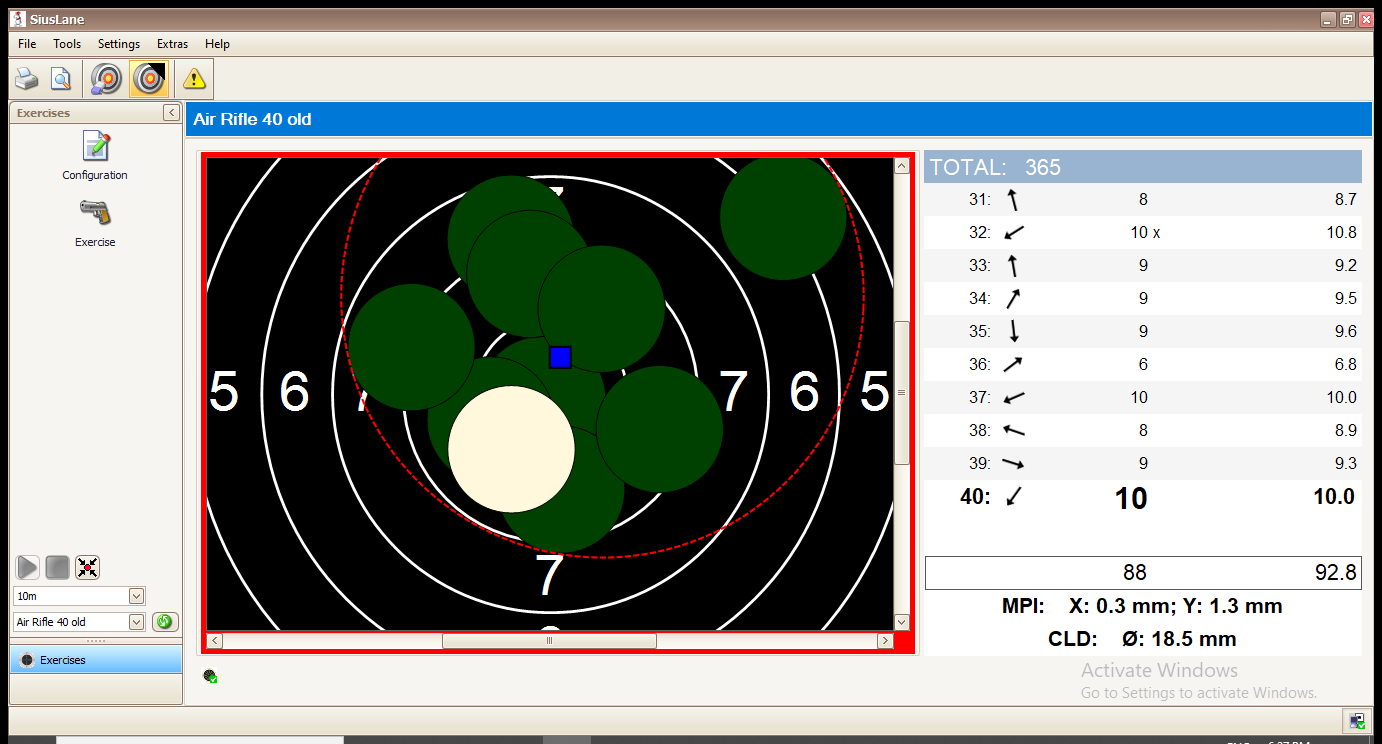 SiusLane
File Tools Settings Extras Help
Exercises
Configuration
Exercise
10m
Air Rifle 40 old
Exercises
Air Rifle 40 old
5 6 7 7 6 5
7
TOTAL: 365
31: 8 8.7
32: 10 x 10.8
33: 9 9.2
34: 9 9.5
35: 9 9.6
36: 6 6.8
37: 10 10.0
38: 8 8.9
39: 9 9.3
40: 10 10.0
88 92.8
MPI: X: 0.3 mm; Y: 1.3 mm
CLD: Ø: 18.5 mm
Activate Windows
Go to Settings to activate Windows.